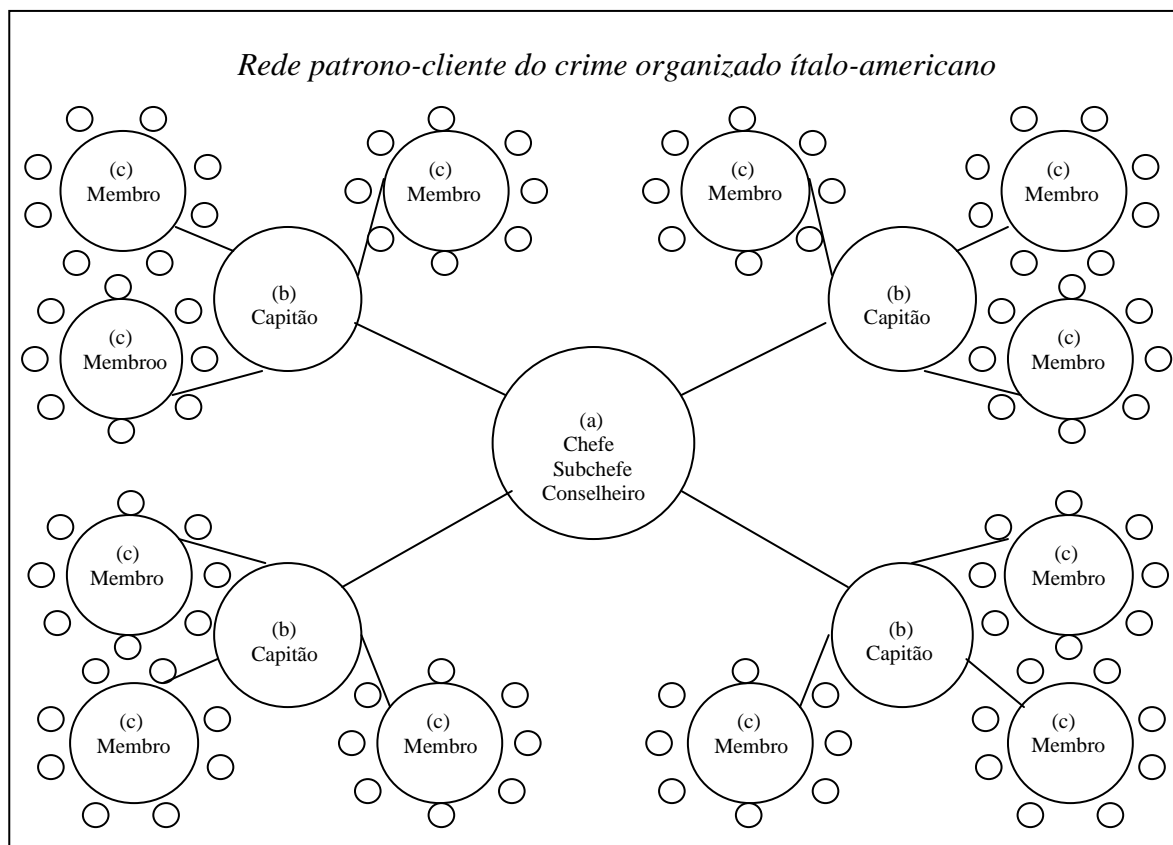 Rede patrono-cliente do crime organizado ítalo-americano
(c)
Membro
(c)
Membro
(c)
Membro
(c)
Membro
(b)
Capitão
(b)
Capitão
(c)
Membroo
(c)
Membro
(a)
Chefe
Subchefe
Conselheiro
(c)
Membro
(c)
Membro
(b)
Capitão
(b)
Capitão
(c)
Membro
(c)
Membro
(c)
Membro
(c)
Membro